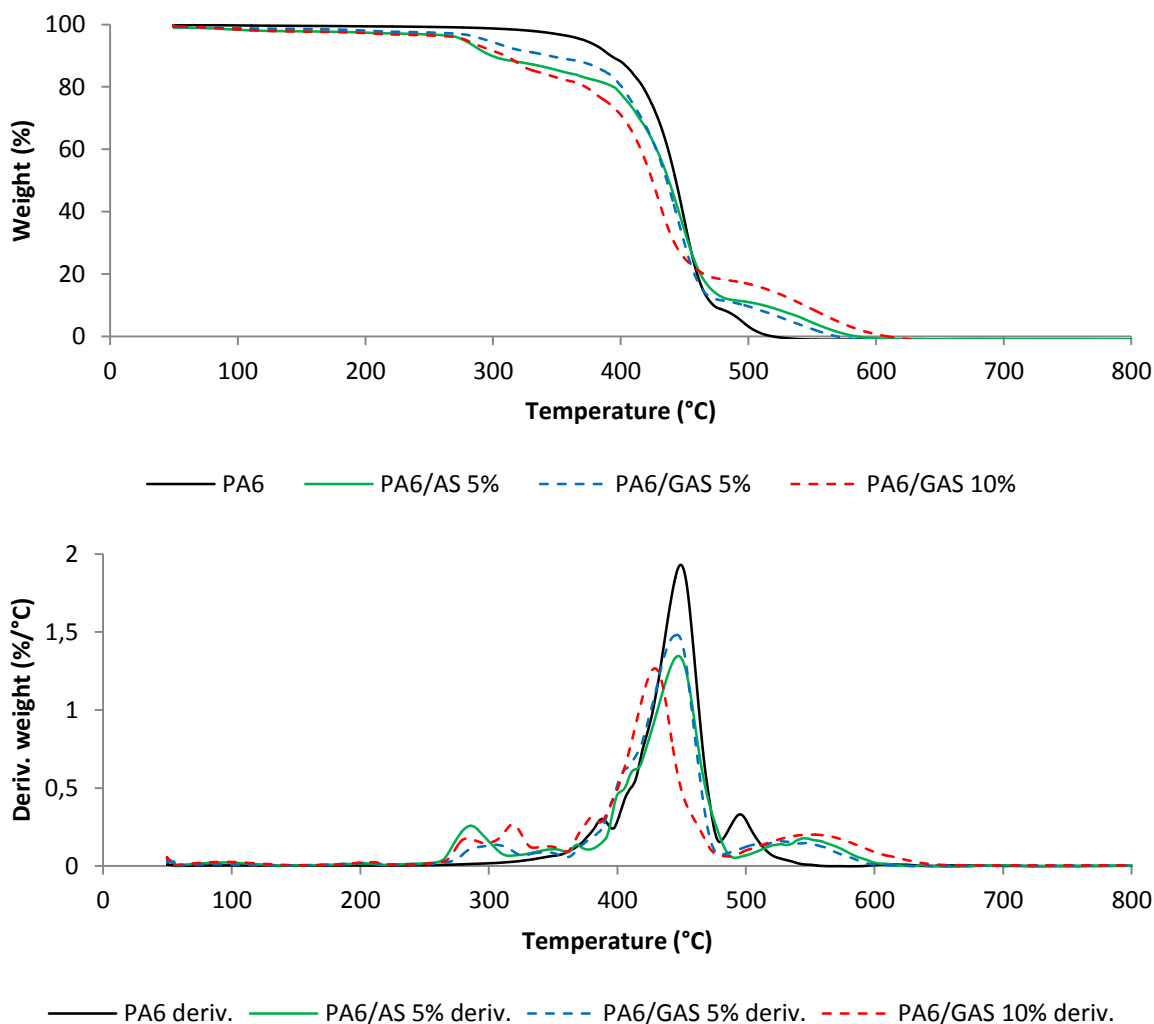 100
80
60
40
20
0
Weight (%)
0 100 200 300 400 500 600 700 800
Temperature (°C)
PA6 PA6/AS 5% PA6/GAS 5% PA6/GAS 10%
2
1,5
1
0,5
0
Deriv. weight (%/°C)
0 100 200 300 400 500 600 700 800
Temperature (°C)
PA6 deriv. PA6/AS 5% deriv. PA6/GAS 5% deriv. PA6/GAS 10% deriv.